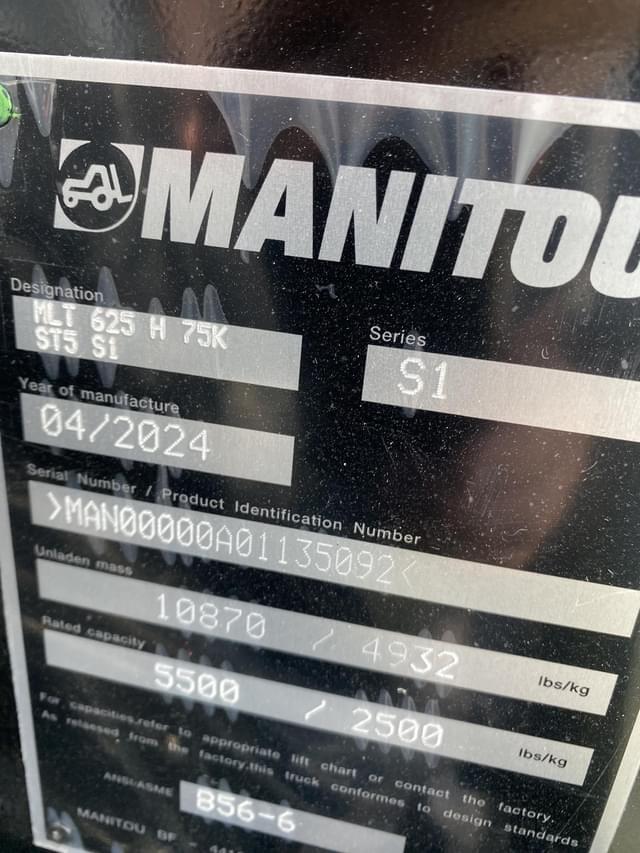 MANITOU
Designation
MLT 625 H 75K
ST5 S1
Series
S1
Year of manufacture
04/2024
Serial Number / Product Identification Number
>MAN00000A01135092<
Unladen mass
10870 / 4932 lbs/kg
Rated capacity
5500 / 2500 lbs/kg
For capacities,refer to appropriate lift chart or contact the factory.
As relaesed from the factory,this truck conformes to design standards
ANSI-ASME B56-6
MANITOU BF - 44